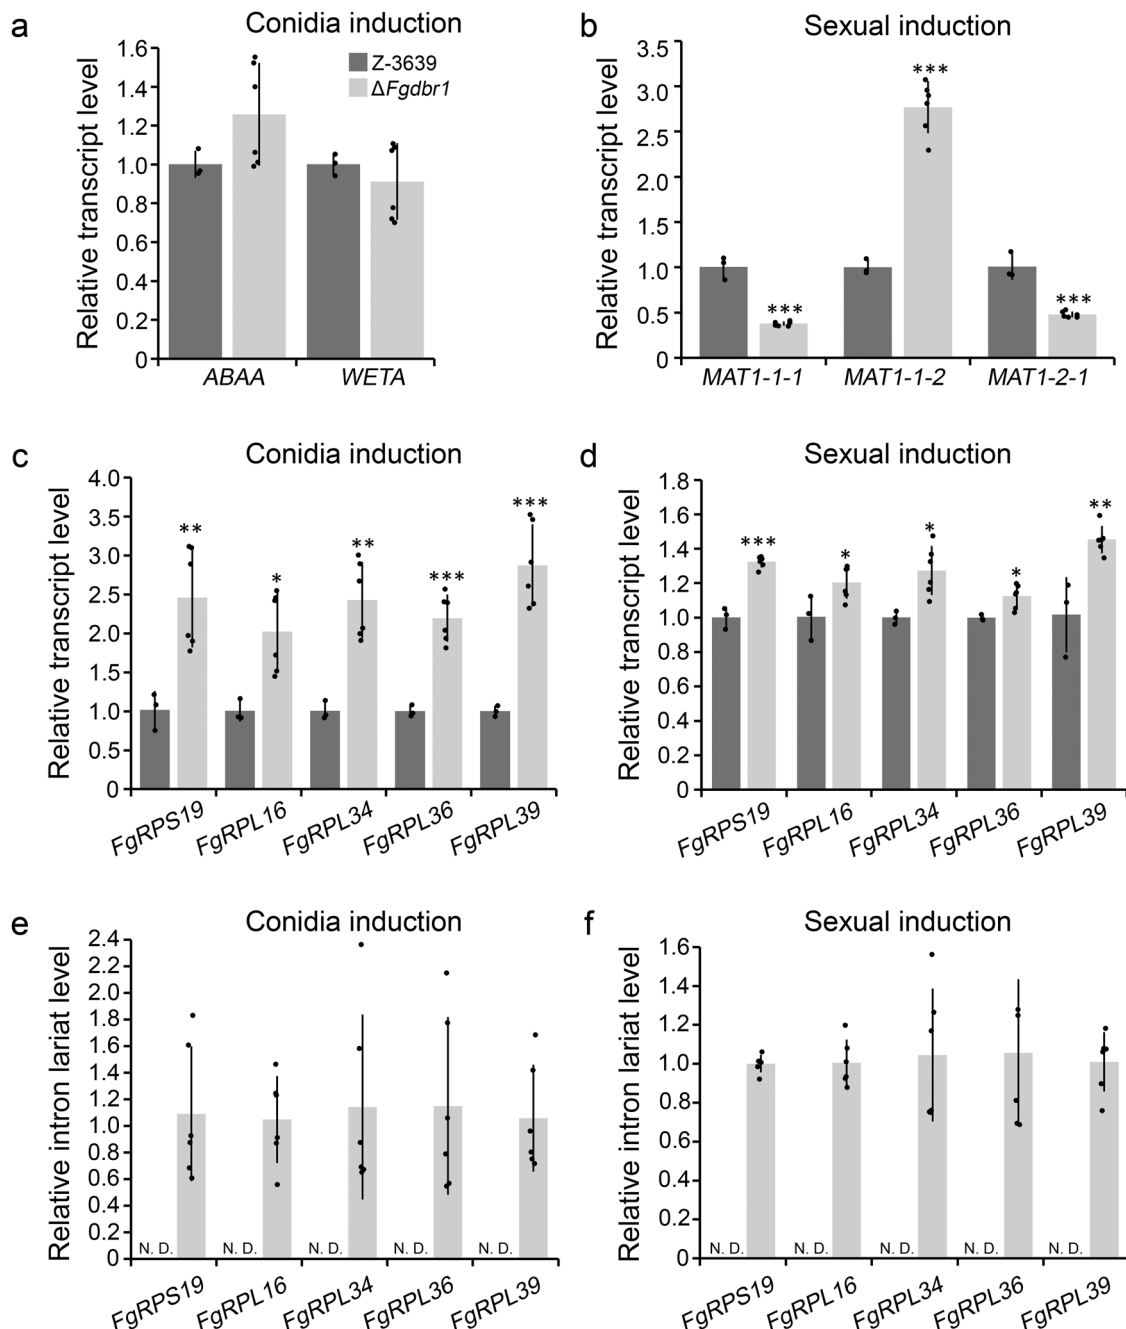 a
Conidia induction
Relative transcript level
1.6
1.4
1.2
1.0
0.8
0.6
0.4
0.2
0
Z-3639
ΔFgdbr1
ABAA
WETA
b
Sexual induction
Relative transcript level
3.5
3.0
2.5
2.0
1.5
1.0
0.5
0
***
***
***
MAT1-1-1
MAT1-1-2
MAT1-2-1
c
Conidia induction
Relative transcript level
4.0
3.5
3.0
2.5
2.0
1.5
1.0
0.5
0
**
*
**
***
***
FgRPS19
FgRPL16
FgRPL34
FgRPL36
FgRPL39
d
Sexual induction
Relative transcript level
1.8
1.6
1.4
1.2
1.0
0.8
0.6
0.4
0.2
0
***
*
*
*
**
FgRPS19
FgRPL16
FgRPL34
FgRPL36
FgRPL39
e
Conidia induction
Relative intron lariat level
2.4
2.2
2.0
1.8
1.6
1.4
1.2
1.0
0.8
0.6
0.4
0.2
0
N. D.
N. D.
N. D.
N. D.
N. D.
FgRPS19
FgRPL16
FgRPL34
FgRPL36
FgRPL39
f
Sexual induction
Relative intron lariat level
1.6
1.4
1.2
1.0
0.8
0.6
0.4
0.2
0
N. D.
N. D.
N. D.
N. D.
N. D.
FgRPS19
FgRPL16
FgRPL34
FgRPL36
FgRPL39